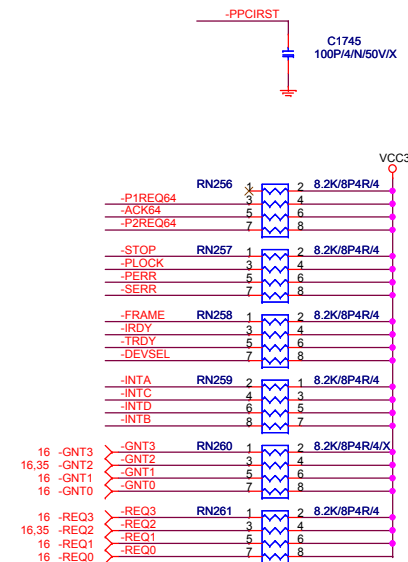 -PPCIRST
C1745
100P/4/N/50V/X
VCC3
RN256 1 2 8.2K/8P4R/4
-P1REQ64 3 4
-ACK64 5 6
-P2REQ64 7 8
-STOP RN257 1 2 8.2K/8P4R/4
-PLOCK 3 4
-PERR 5 6
-SERR 7 8
-FRAME RN258 1 2 8.2K/8P4R/4
-IRDY 3 4
-TRDY 5 6
-DEVSEL 7 8
-INTA RN259 2 1 8.2K/8P4R/4
-INTC 4 3
-INTD 6 5
-INTB 8 7
16 -GNT3 -GNT3 RN260 1 2 8.2K/8P4R/4/X
16,35 -GNT2 -GNT2 3 4
16 -GNT1 -GNT1 5 6
16 -GNT0 -GNT0 7 8
16 -REQ3 -REQ3 RN261 1 2 8.2K/8P4R/4
16,35 -REQ2 -REQ2 3 4
16 -REQ1 -REQ1 5 6
16 -REQ0 -REQ0 7 8